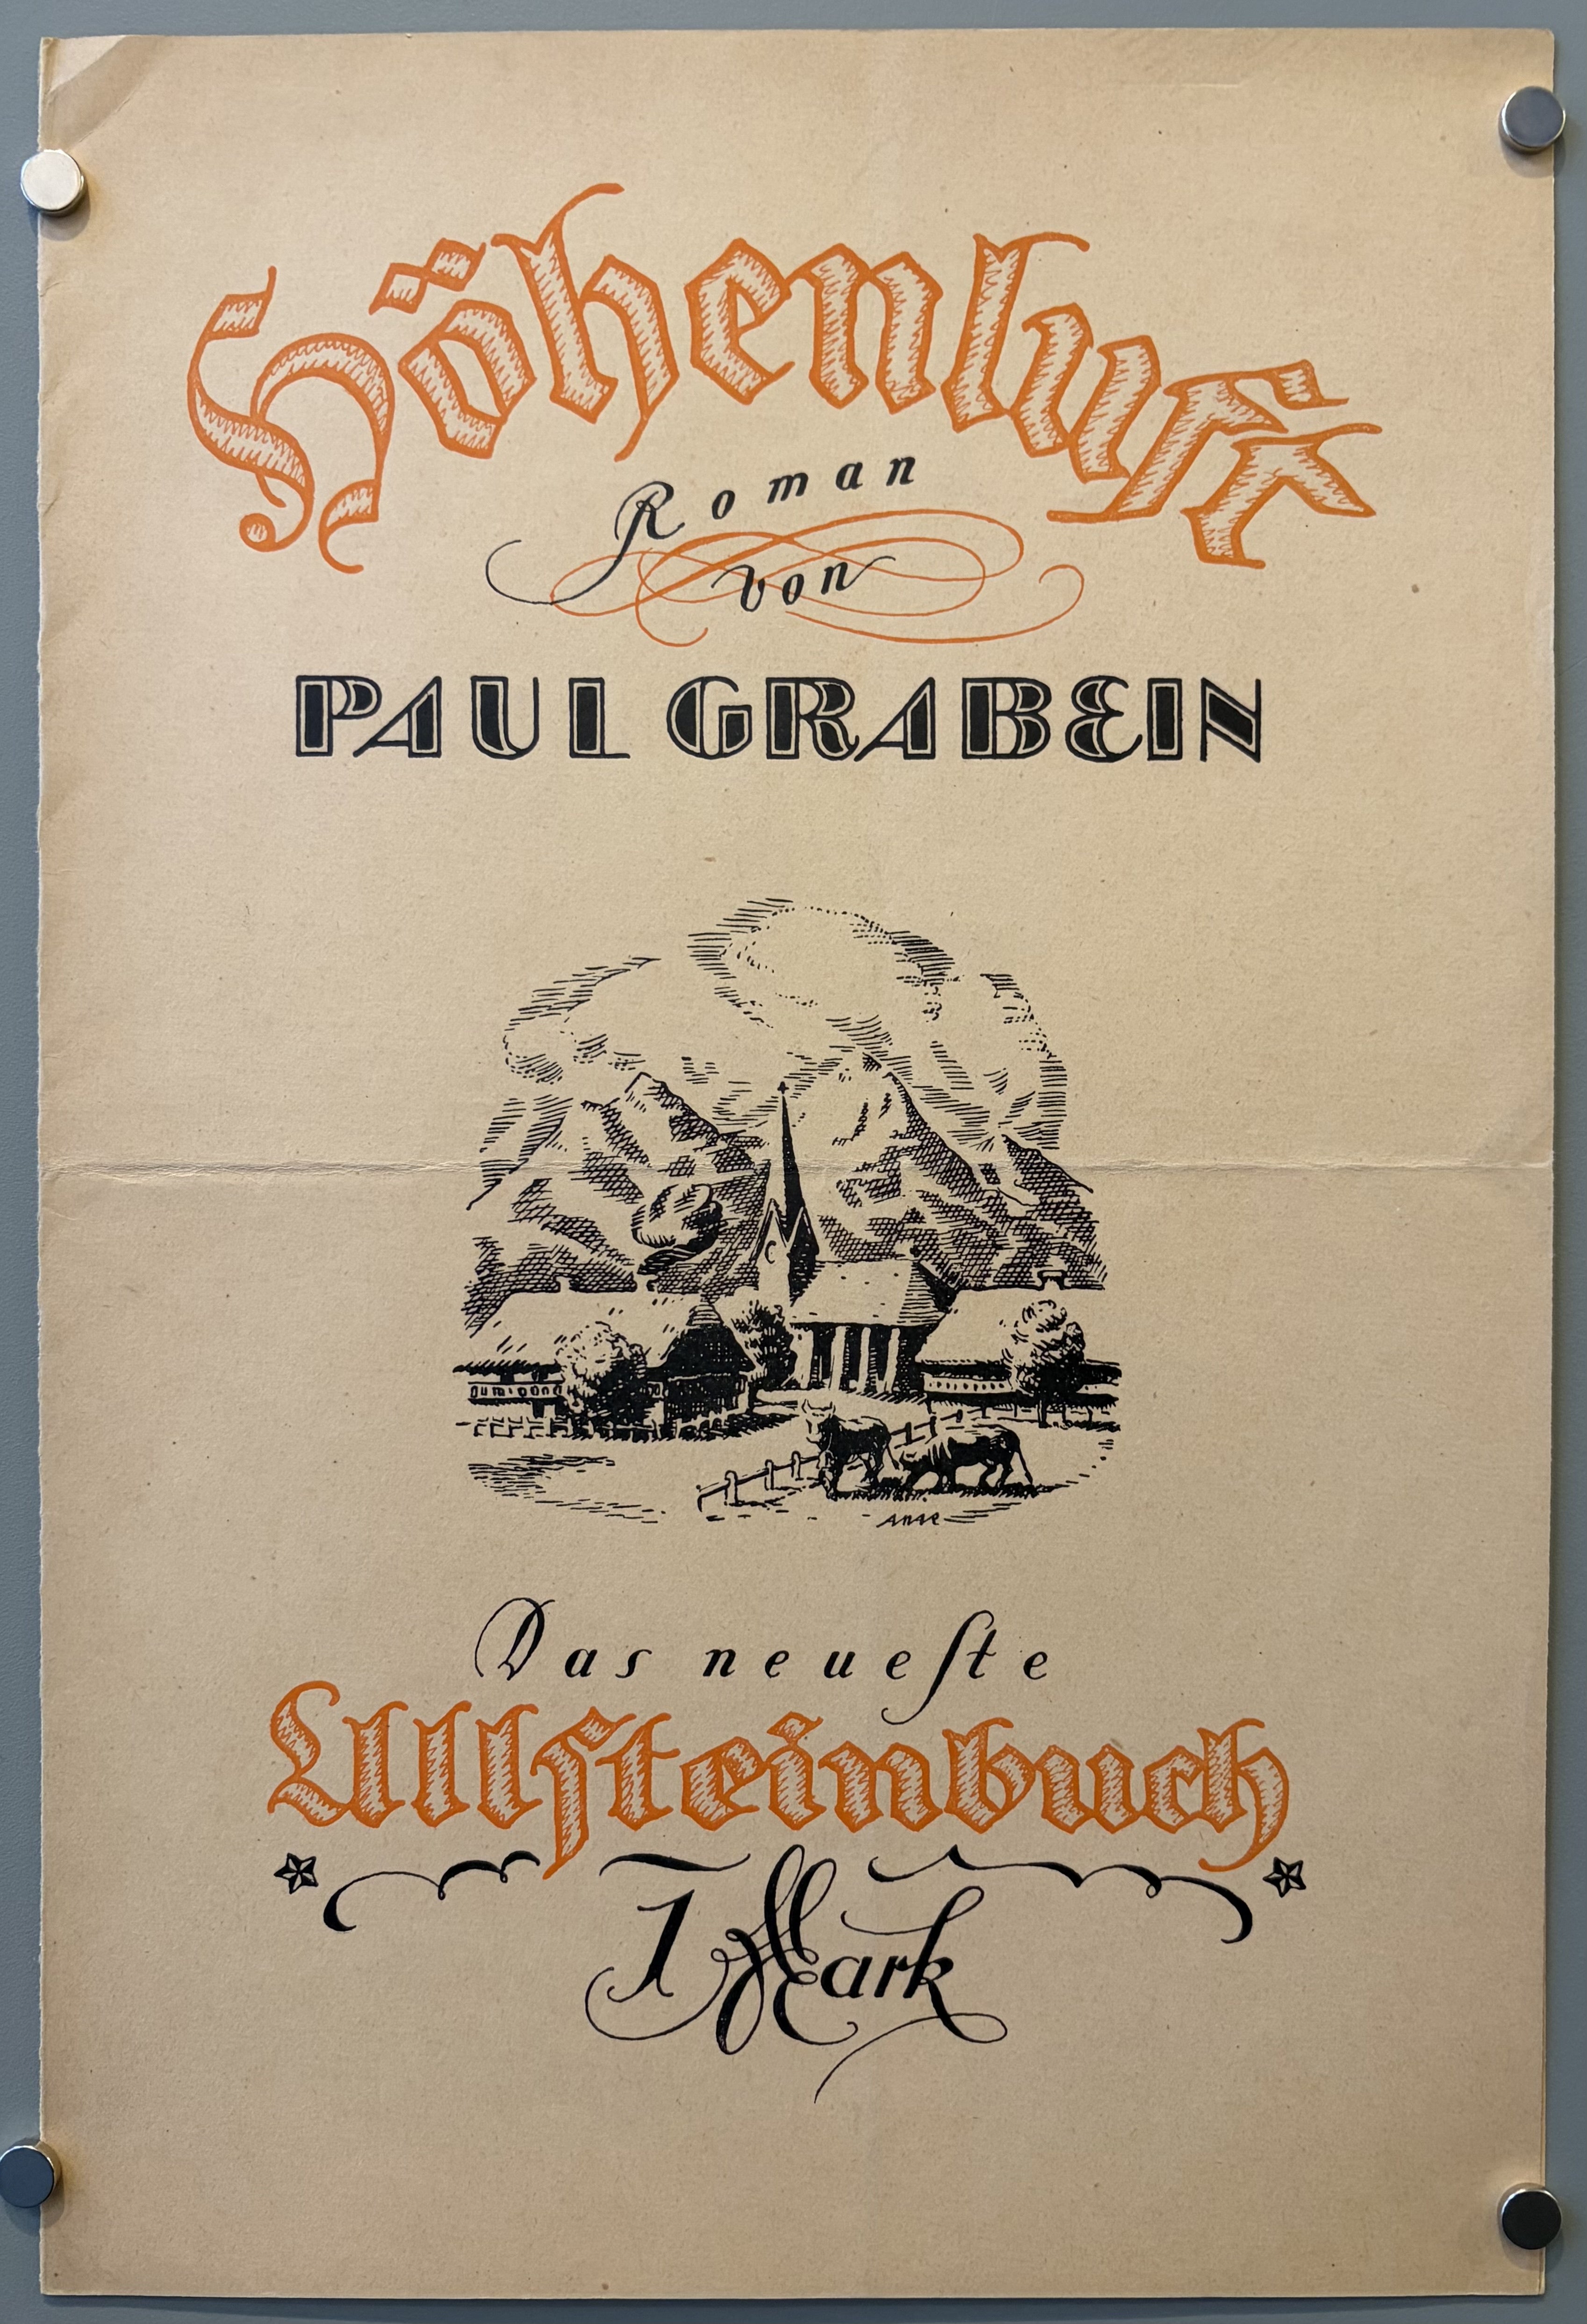 Höhenluft
Roman
von
PAUL GRABEIN
Das neueſte
Ullſteinbuch
1 Mark